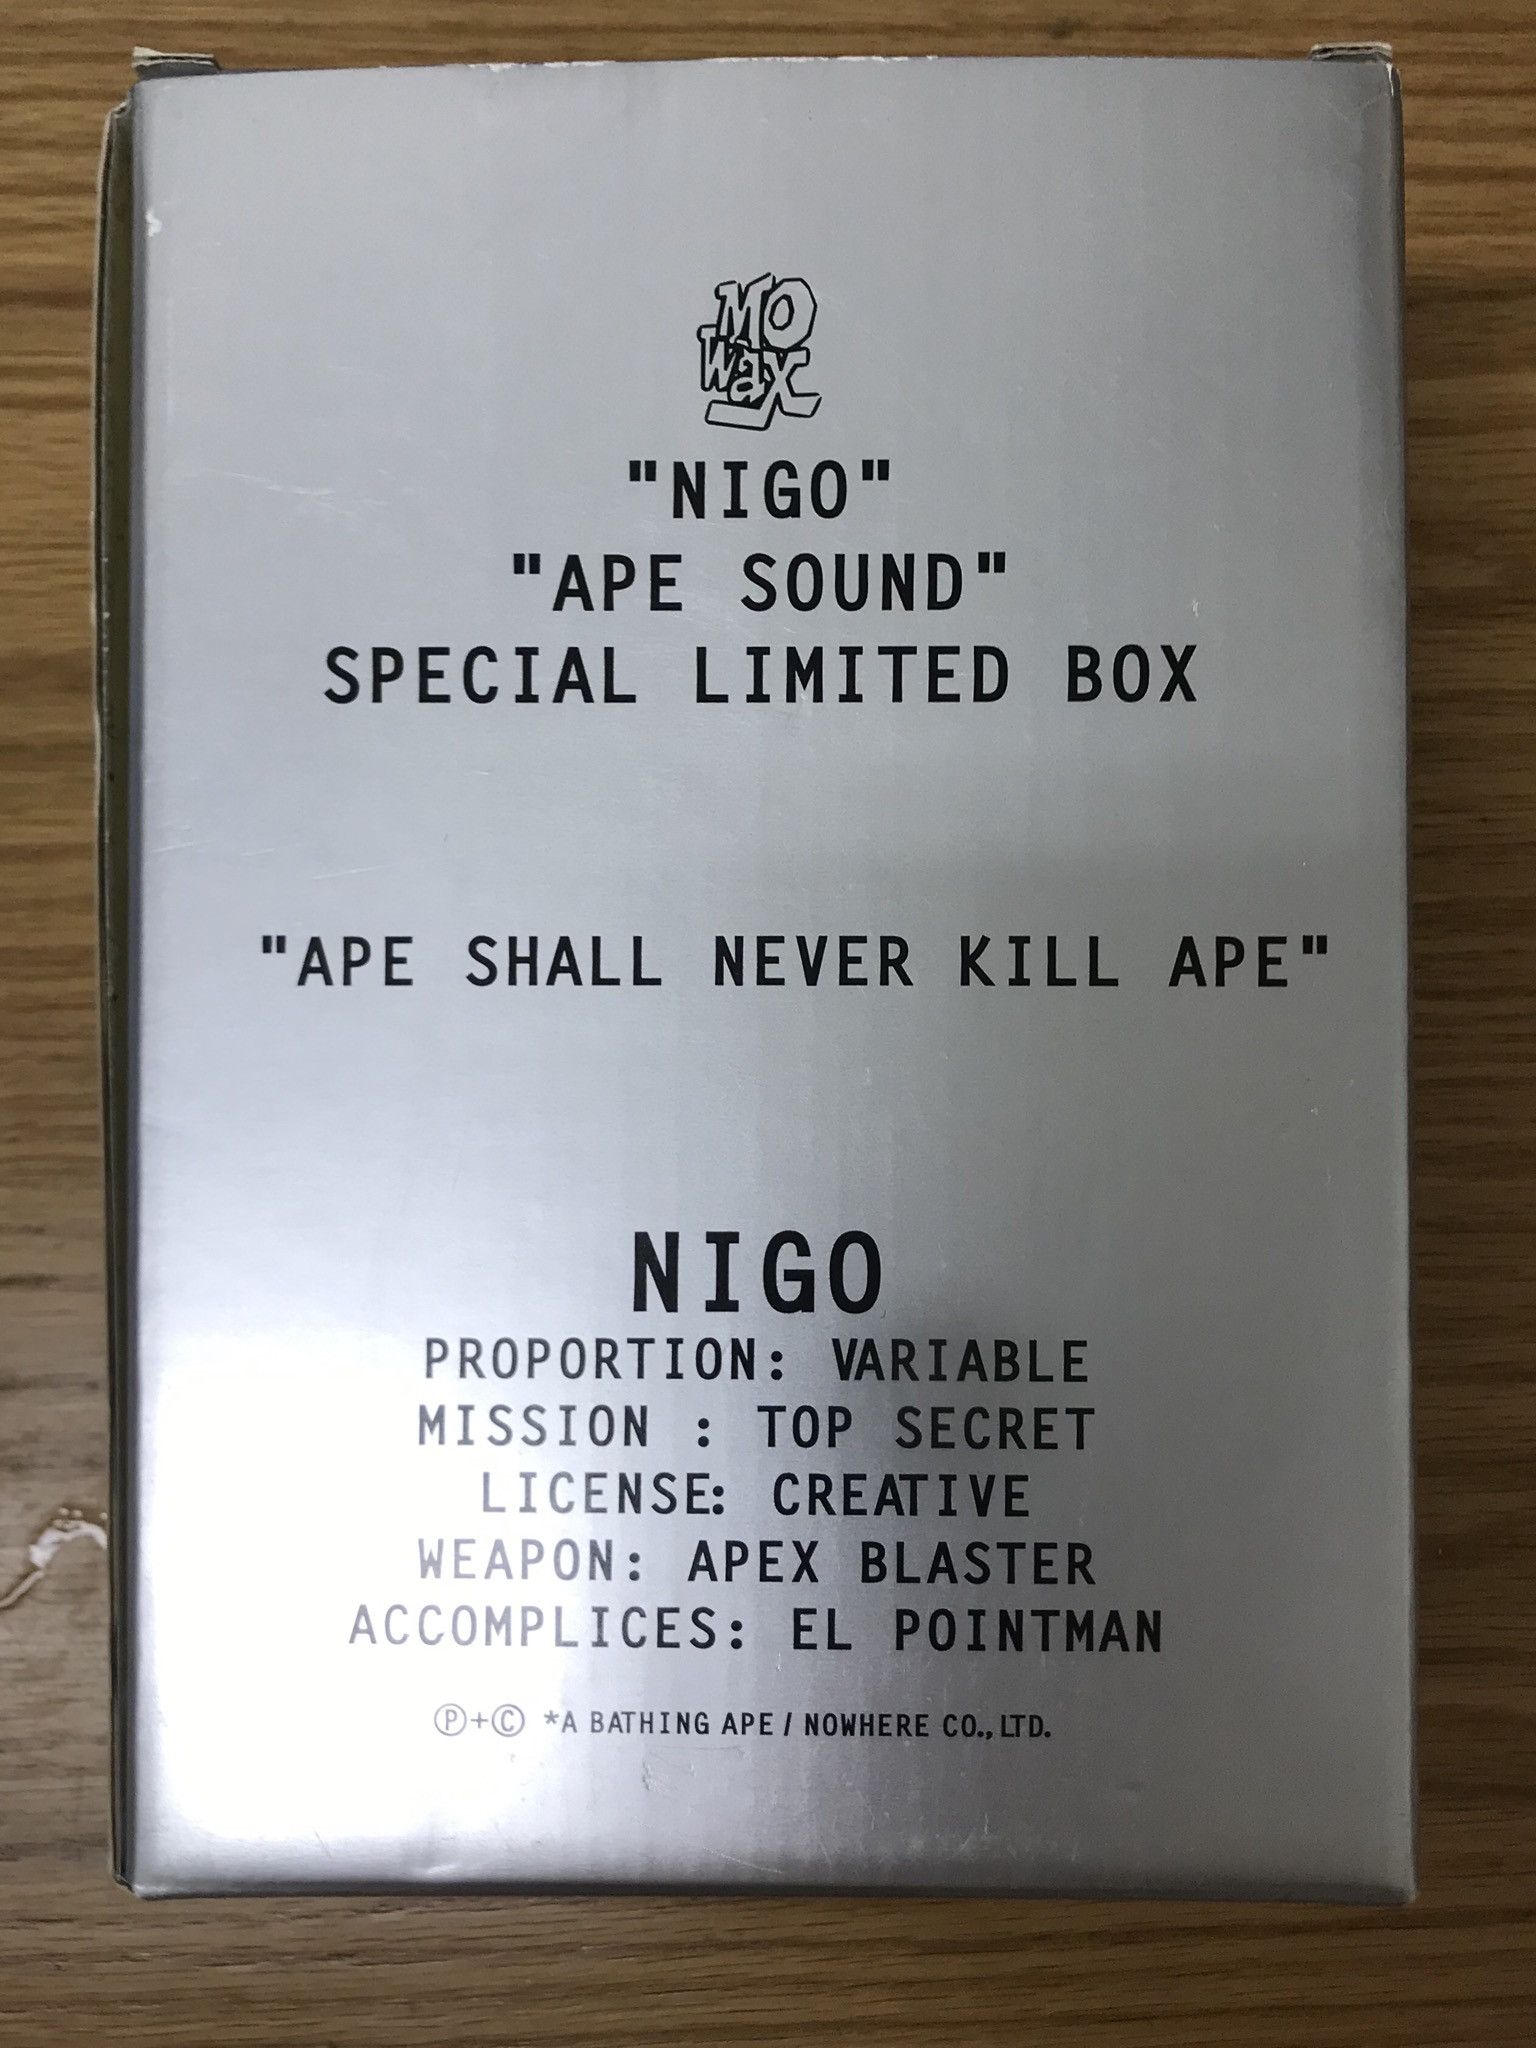 MO
Wax
"NIGO"
"APE SOUND"
SPECIAL LIMITED BOX
"APE SHALL NEVER KILL APE"
NIGO
PROPORTION: VARIABLE
MISSION : TOP SECRET
LICENSE: CREATIVE
WEAPON: APEX BLASTER
ACCOMPLICES: EL POINTMAN
Ⓟ+Ⓒ *A BATHING APE / NOWHERE CO., LTD.